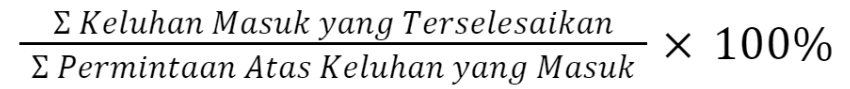 Σ Keluhan Masuk yang Terselesaikan
Σ Permintaan Atas Keluhan yang Masuk
× 100%